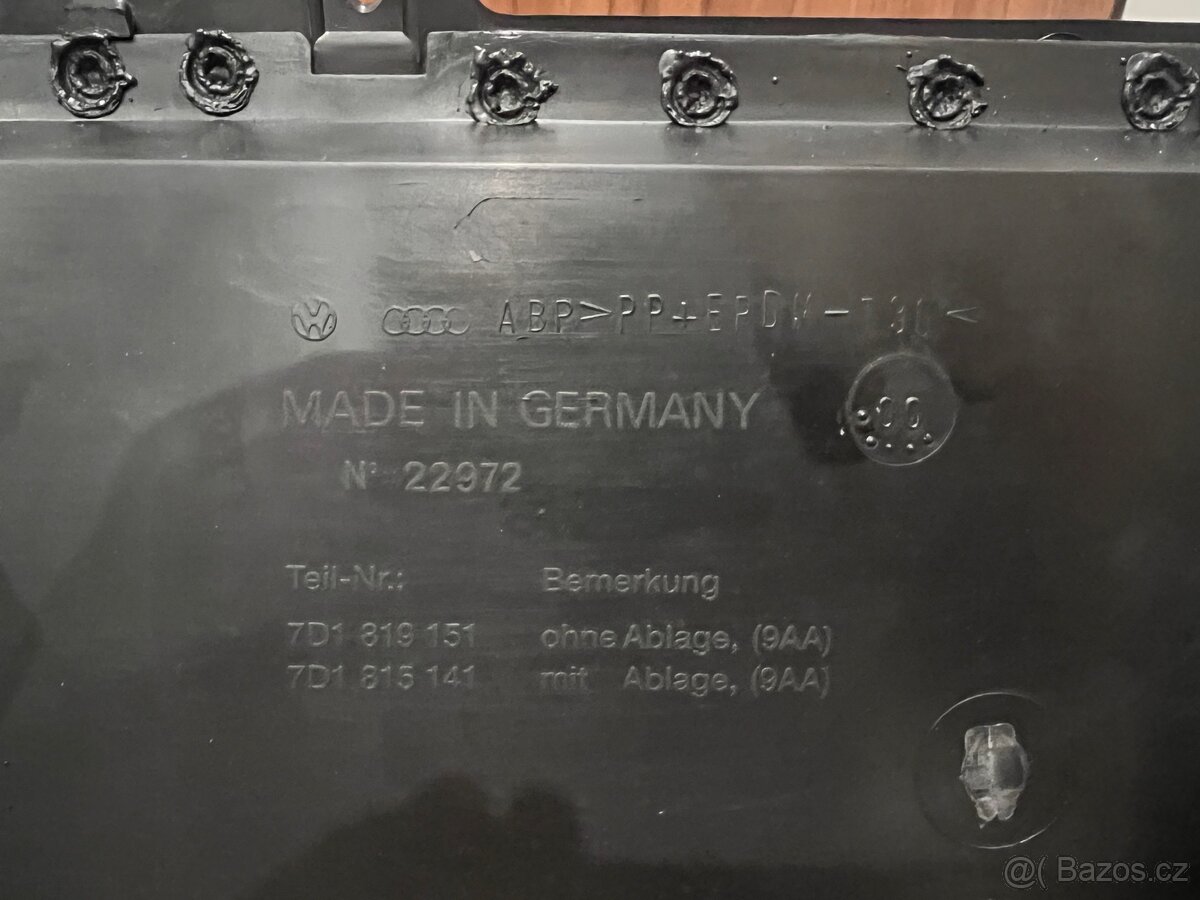 ABP >PP+EPDM-T30<
MADE IN GERMANY
00
N° 22972
Teil-Nr.: Bemerkung
7D1 819 151 ohne Ablage, (9AA)
7D1 815 141 mit Ablage, (9AA)
@( Bazos.cz